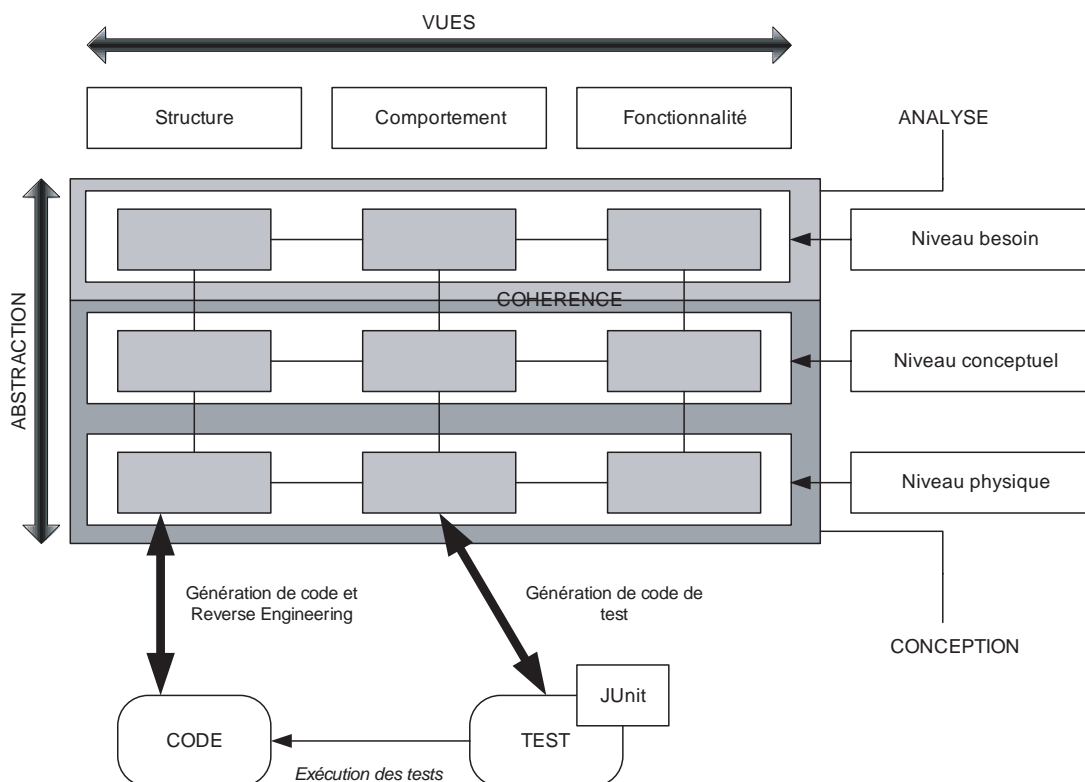 VUES
Structure
Comportement
Fonctionnalité
ANALYSE
ABSTRACTION
Niveau besoin
COHERENCE
Niveau conceptuel
Niveau physique
Génération de code et
Reverse Engineering
Génération de code de
test
CONCEPTION
JUnit
CODE
TEST
Exécution des tests